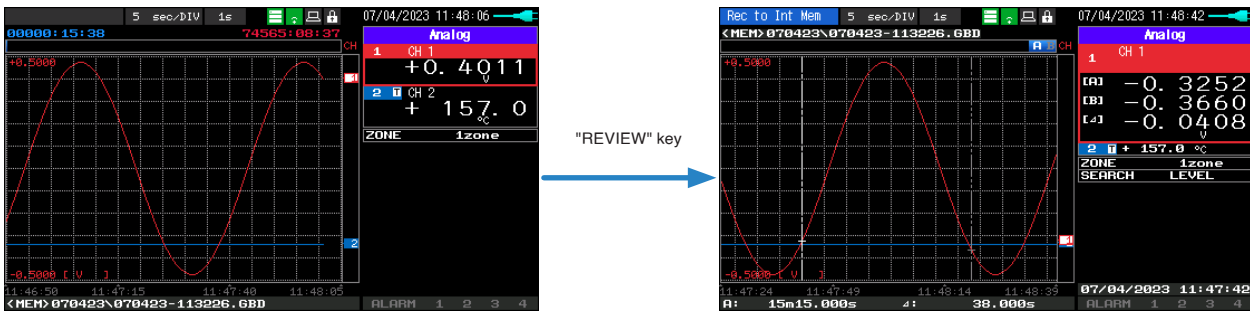 5 sec/DIV 1s 07/04/2023 11:48:06
00000:15:38 74565:08:37
CH
+0.5000
-0.5000 [ V ]
11:46:50 11:47:15 11:47:40 11:48:05
<MEM>070423\070423-113226.GBD
1
2
Analog
1 CH 1
+0.4011
V
2 T CH 2
+ 157.0
°C
ZONE 1zone
ALARM 1 2 3 4
"REVIEW" key
Rec to Int Mem 5 sec/DIV 1s 07/04/2023 11:48:42
<MEM>070423\070423-113226.GBD
A B CH
+0.5000
-0.5000 [ V ]
11:47:24 11:47:49 11:48:14 11:48:39
A: 15m15.000s ⊿: 38.000s
1
Analog
1 CH 1
[A] -0.3252
[B] -0.3660
[⊿] -0.0408
V
2 T + 157.0 °C
ZONE 1zone
SEARCH LEVEL
07/04/2023 11:47:42
ALARM 1 2 3 4